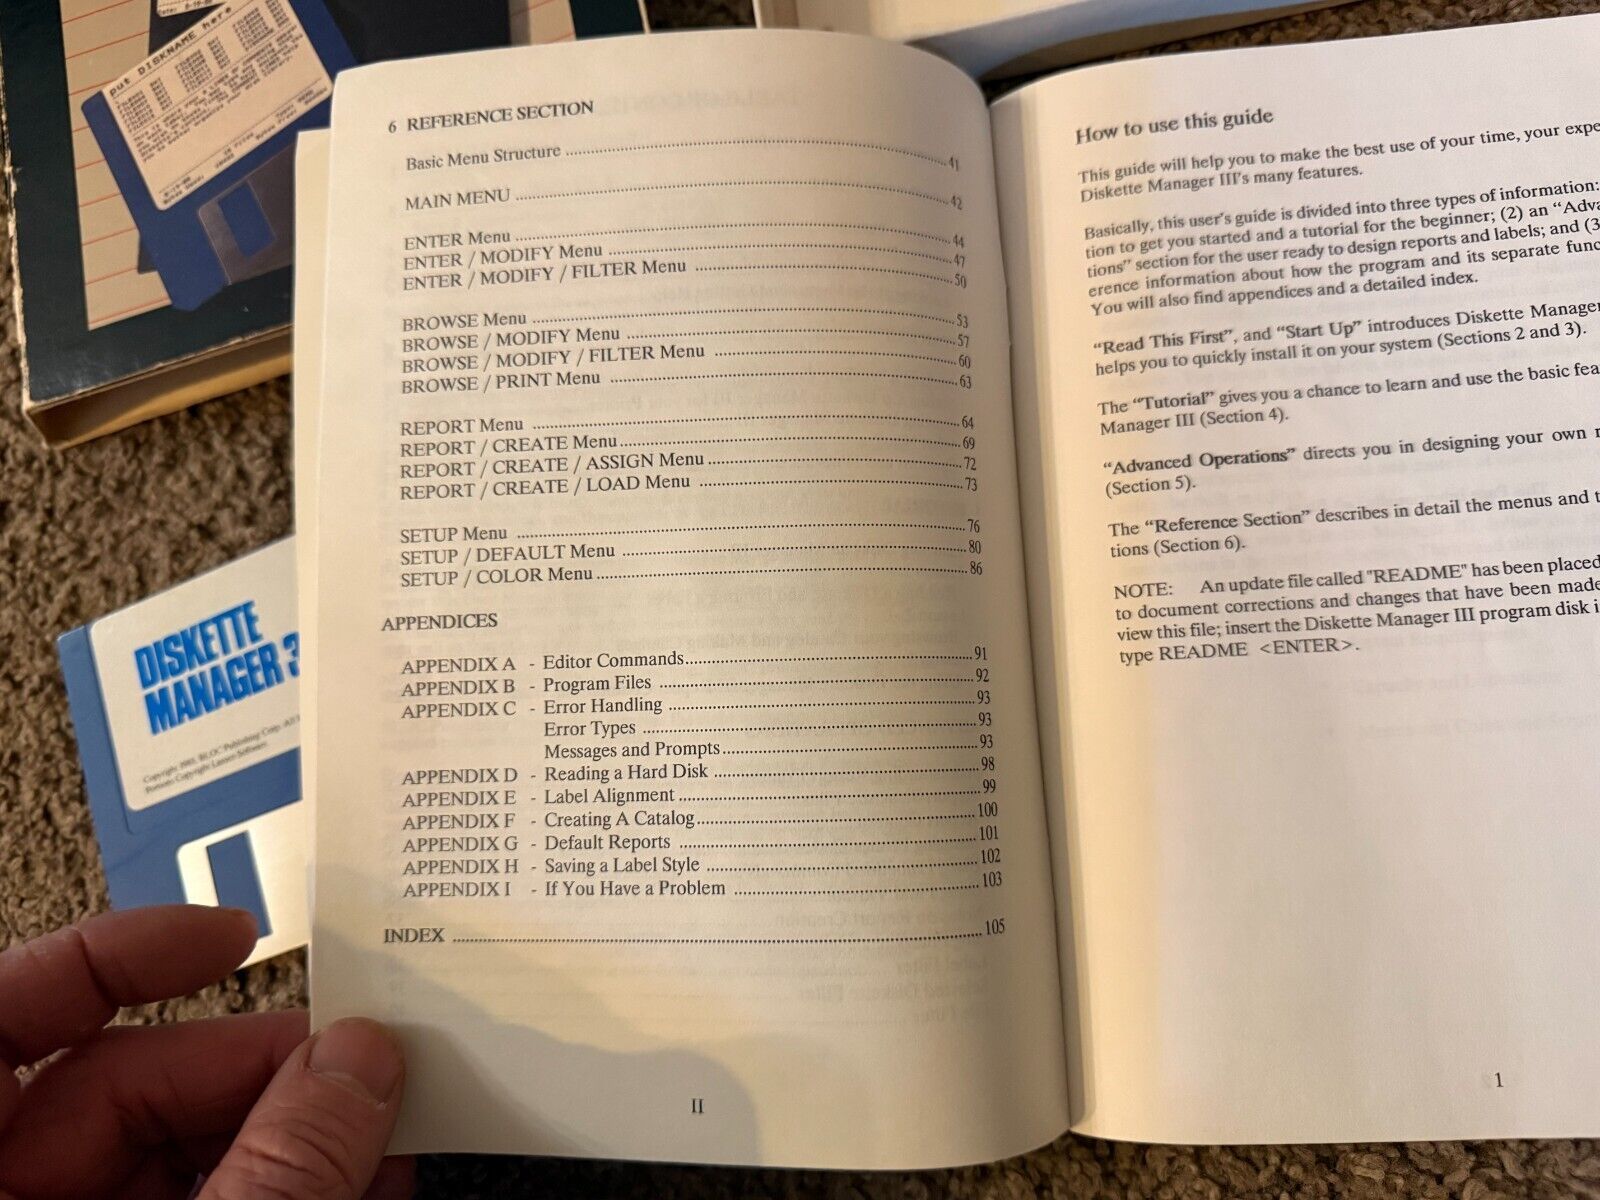 put DISKNAME here
6 REFERENCE SECTION
Basic Menu Structure ........ 41
MAIN MENU ........ 42
ENTER Menu ........ 44
ENTER / MODIFY Menu ........ 47
ENTER / MODIFY / FILTER Menu ........ 50
BROWSE Menu ........ 53
BROWSE / MODIFY Menu ........ 57
BROWSE / MODIFY / FILTER Menu ........ 60
BROWSE / PRINT Menu ........ 63
REPORT Menu ........ 64
REPORT / CREATE Menu ........ 69
REPORT / CREATE / ASSIGN Menu ........ 72
REPORT / CREATE / LOAD Menu ........ 73
SETUP Menu ........ 76
SETUP / DEFAULT Menu ........ 80
SETUP / COLOR Menu ........ 86
APPENDICES
APPENDIX A - Editor Commands ........ 91
APPENDIX B - Program Files ........ 92
APPENDIX C - Error Handling ........ 93
Error Types ........ 93
Messages and Prompts ........ 93
APPENDIX D - Reading a Hard Disk ........ 98
APPENDIX E - Label Alignment ........ 99
APPENDIX F - Creating A Catalog ........ 100
APPENDIX G - Default Reports ........ 101
APPENDIX H - Saving a Label Style ........ 102
APPENDIX I - If You Have a Problem ........ 103
INDEX ........ 105
II
How to use this guide
This guide will help you to make the best use of your time, your expe
Diskette Manager III's many features.
Basically, this user's guide is divided into three types of information:
tion to get you started and a tutorial for the beginner; (2) an "Adva
tions" section for the user ready to design reports and labels; and (3
erence information about how the program and its separate func
You will also find appendices and a detailed index.
"Read This First", and "Start Up" introduces Diskette Manager
helps you to quickly install it on your system (Sections 2 and 3).
The "Tutorial" gives you a chance to learn and use the basic fea
Manager III (Section 4).
"Advanced Operations" directs you in designing your own r
(Section 5).
The "Reference Section" describes in detail the menus and t
tions (Section 6).
NOTE: An update file called "README" has been placed
to document corrections and changes that have been made
view this file; insert the Diskette Manager III program disk i
type README <ENTER>.
1
DISKETTE
MANAGER 3